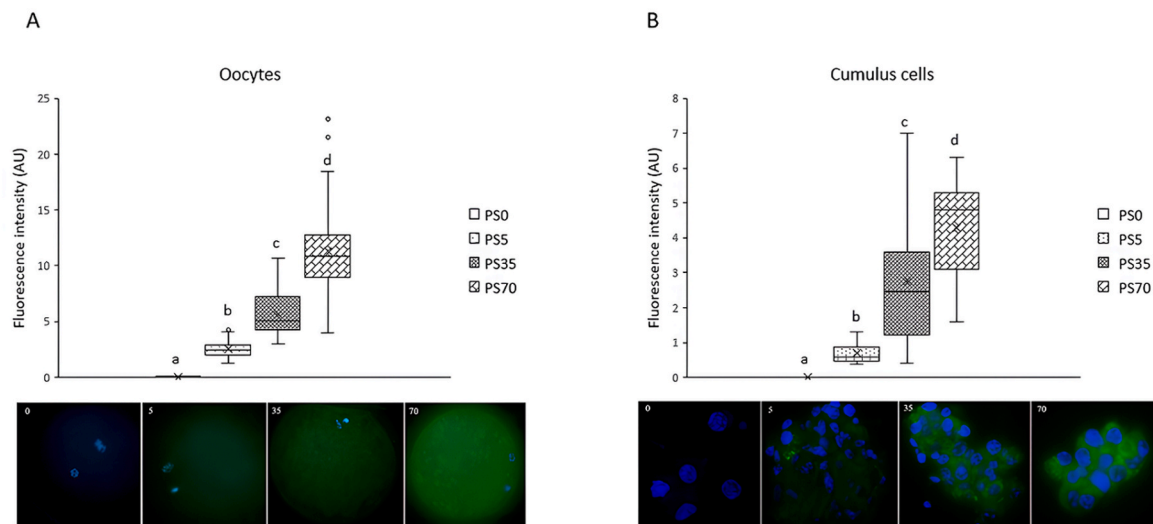 A
Oocytes
Fluorescence intensity (AU)
25
20
15
10
5
0
a
b
c
d
PS0
PS5
PS35
PS70
0
5
35
70
B
Cumulus cells
Fluorescence intensity (AU)
8
7
6
5
4
3
2
1
0
a
b
c
d
PS0
PS5
PS35
PS70
0
5
35
70